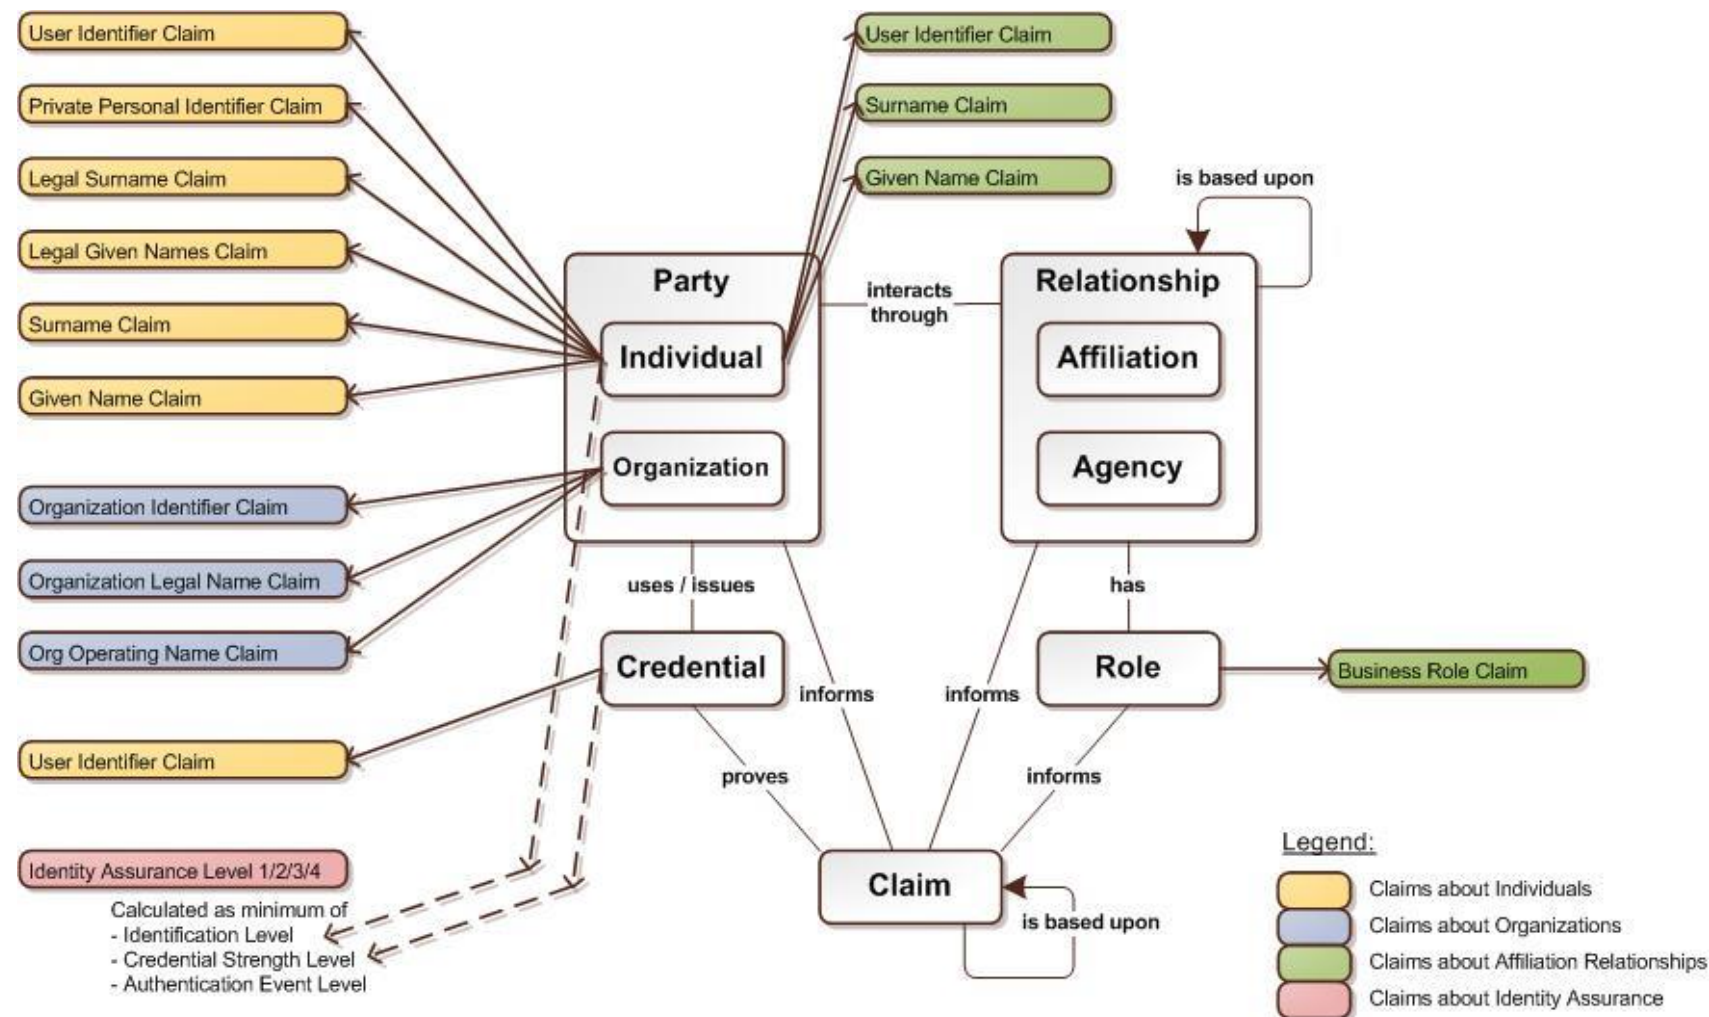 User Identifier Claim
Private Personal Identifier Claim
Legal Surname Claim
Legal Given Names Claim
Surname Claim
Given Name Claim
Organization Identifier Claim
Organization Legal Name Claim
Org Operating Name Claim
User Identifier Claim
Identity Assurance Level 1/2/3/4
Calculated as minimum of
- Identification Level
- Credential Strength Level
- Authentication Event Level
User Identifier Claim
Surname Claim
Given Name Claim
Party
Individual
Organization
interacts
through
is based upon
Relationship
Affiliation
Agency
uses / issues
has
Credential
informs
informs
Role
Business Role Claim
proves
informs
Claim
is based upon
Legend:
Claims about Individuals
Claims about Organizations
Claims about Affiliation Relationships
Claims about Identity Assurance